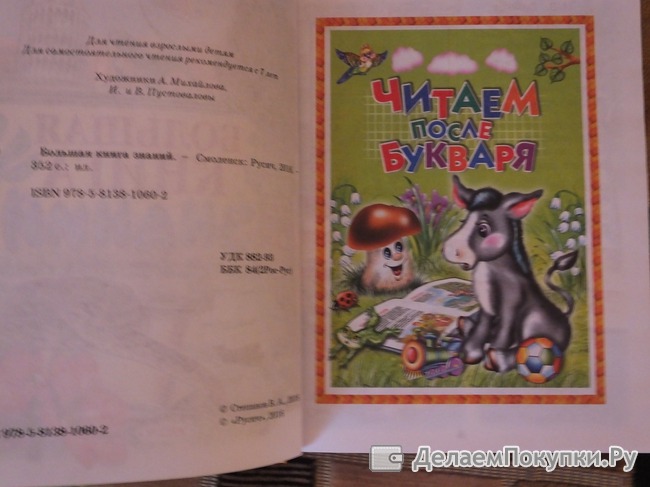 Для чтения взрослыми детям
Для самостоятельного чтения рекомендуется с 7 лет
Художники А. Михайлова,
И. и В. Пустоваловы
Большая книга знаний. — Смоленск: Русич,
352 с.: ил.
ISBN 978-5-8138-1060-2
УДК 882-93
ББК 84(2Рос-Рус)
© Степанов В. А.,
© «Русич»,
978-5-8138-1060-2
ЧИТАЕМ
ПОСЛЕ
БУКВАРЯ
ДелаемПокупки.Ру